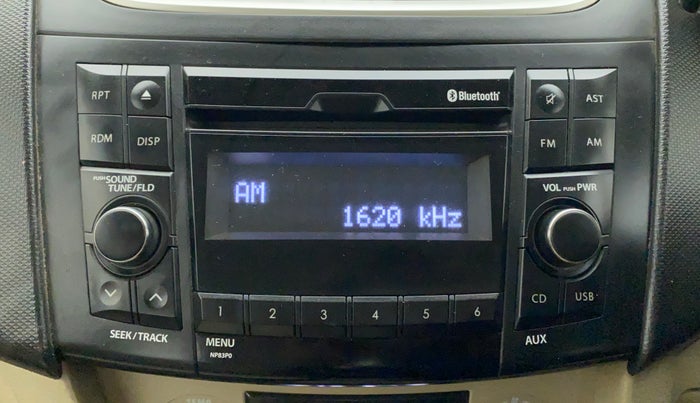 RPT
Bluetooth®
AST
RDM
DISP
FM
AM
PUSH SOUND
TUNE/FLD
VOL PUSH PWR
AM
1620 kHz
1 2 3 4 5 6
CD
USB
SEEK/TRACK
MENU
AUX
NP83P0